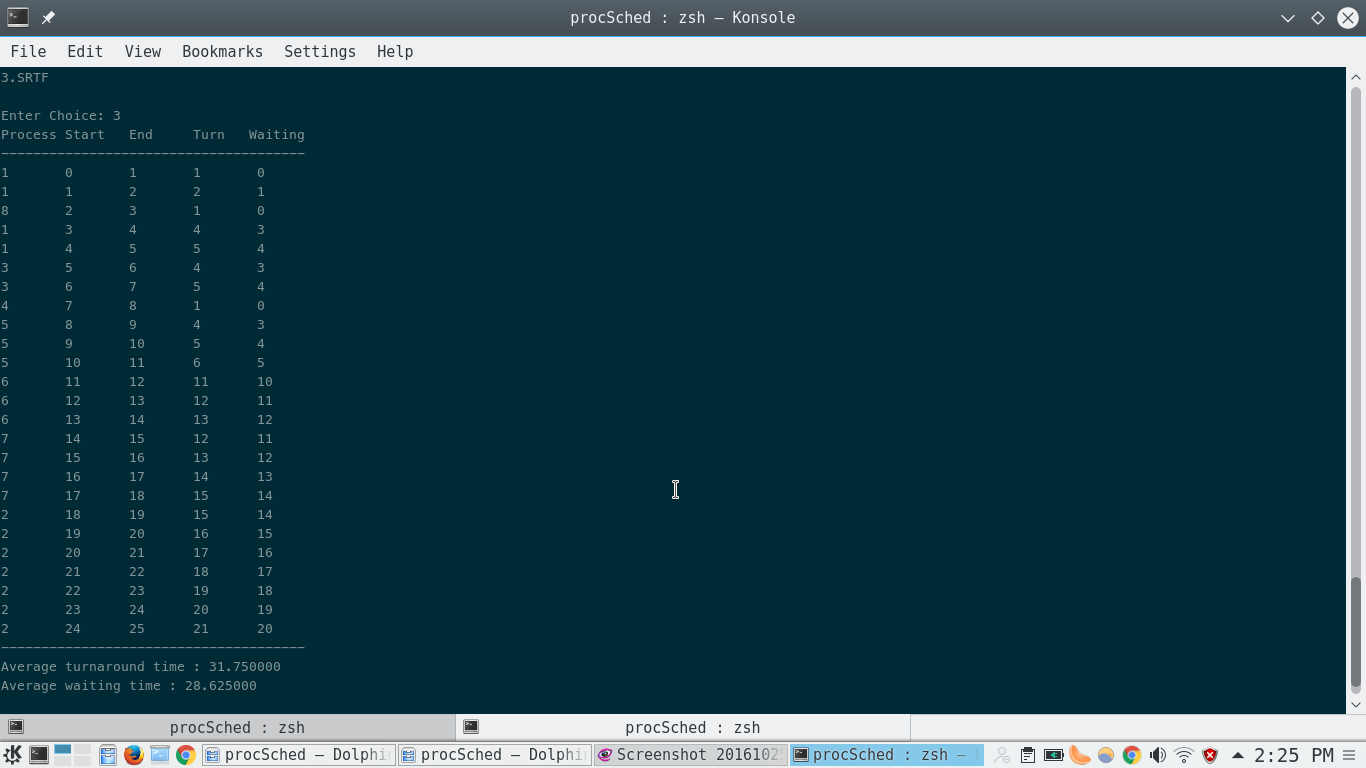 procSched : zsh — Konsole
File Edit View Bookmarks Settings Help
3.SRTF
Enter Choice: 3
Process Start End Turn Waiting
1 0 1 1 0
1 1 2 2 1
8 2 3 1 0
1 3 4 4 3
1 4 5 5 4
3 5 6 4 3
3 6 7 5 4
4 7 8 1 0
5 8 9 4 3
5 9 10 5 4
5 10 11 6 5
6 11 12 11 10
6 12 13 12 11
6 13 14 13 12
7 14 15 12 11
7 15 16 13 12
7 16 17 14 13
7 17 18 15 14
2 18 19 15 14
2 19 20 16 15
2 20 21 17 16
2 21 22 18 17
2 22 23 19 18
2 23 24 20 19
2 24 25 21 20
Average turnaround time : 31.750000
Average waiting time : 28.625000
procSched : zsh procSched : zsh
procSched — Dolphi procSched — Dolphi Screenshot 2016102 procSched : zsh — 2:25 PM